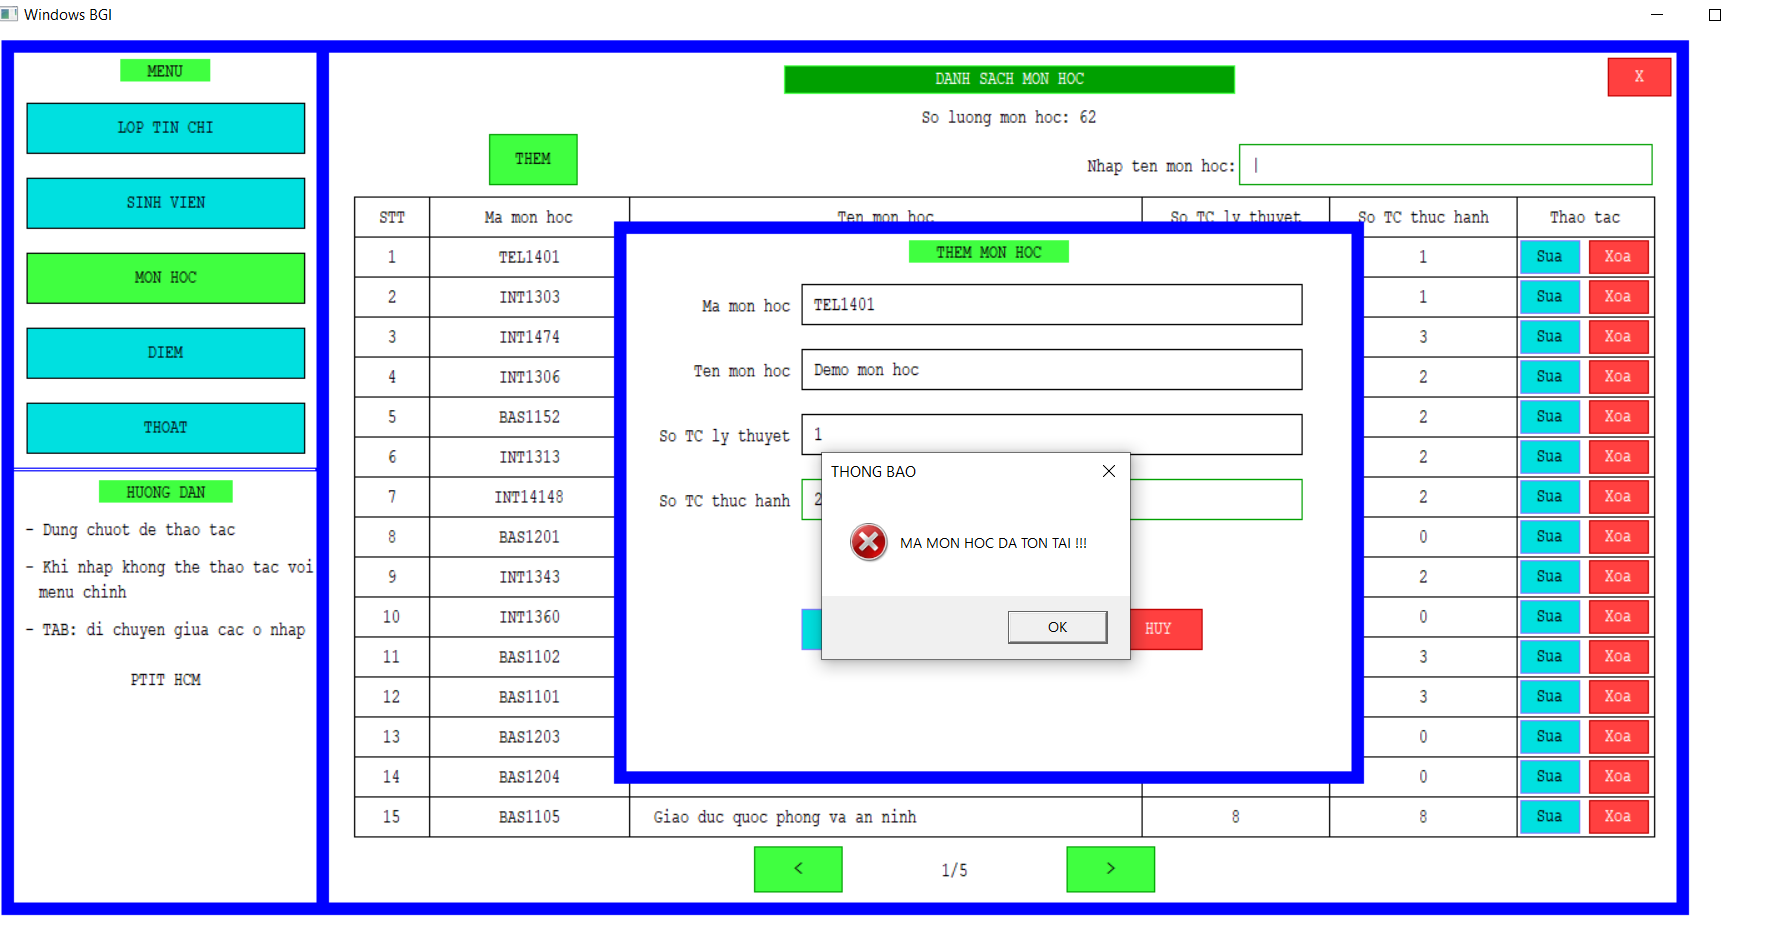 Windows BGI
MENU
LOP TIN CHI
SINH VIEN
MON HOC
DIEM
THOAT
HUONG DAN
- Dung chuot de thao tac
- Khi nhap khong the thao tac voi
menu chinh
- TAB: di chuyen giua cac o nhap
PTIT HCM
DANH SACH MON HOC
X
So luong mon hoc: 62
THEM
Nhap ten mon hoc: |
STT Ma mon hoc Ten mon hoc So TC ly thuyet So TC thuc hanh Thao tac
1 TEL1401 1 Sua Xoa
2 INT1303 1 Sua Xoa
3 INT1474 3 Sua Xoa
4 INT1306 2 Sua Xoa
5 BAS1152 2 Sua Xoa
6 INT1313 2 Sua Xoa
7 INT14148 2 Sua Xoa
8 BAS1201 0 Sua Xoa
9 INT1343 2 Sua Xoa
10 INT1360 0 Sua Xoa
11 BAS1102 3 Sua Xoa
12 BAS1101 3 Sua Xoa
13 BAS1203 0 Sua Xoa
14 BAS1204 0 Sua Xoa
15 BAS1105 Giao duc quoc phong va an ninh 8 8 Sua Xoa
< 1/5 >
THEM MON HOC
Ma mon hoc TEL1401
Ten mon hoc Demo mon hoc
So TC ly thuyet 1
So TC thuc hanh 2
HUY
THONG BAO
MA MON HOC DA TON TAI !!!
OK